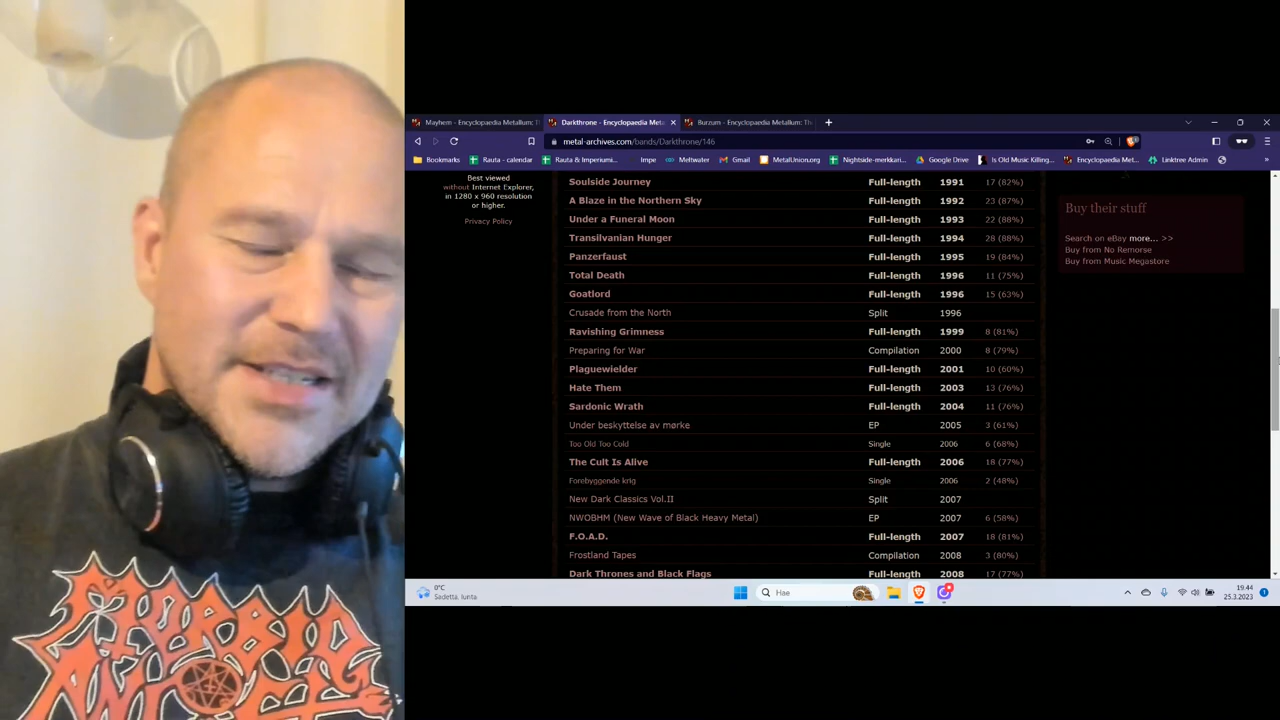 Mayhem - Encyclopaedia Metallum: Th
Darkthrone - Encyclopaedia Meta
Burzum - Encyclopaedia Metallum: The
metal-archives.com/bands/Darkthrone/146
Bookmarks
Rauta - calendar
Rauta & Imperiumi...
Impe
Meltwater
Gmail
MetalUnion.org
Nightside-merkkari...
Google Drive
Is Old Music Killing...
Encyclopaedia Met...
Linktree Admin
Best viewed
without Internet Explorer,
in 1280 x 960 resolution
or higher.
Privacy Policy
Soulside Journey Full-length 1991 17 (82%)
A Blaze in the Northern Sky Full-length 1992 23 (87%)
Under a Funeral Moon Full-length 1993 22 (88%)
Transilvanian Hunger Full-length 1994 28 (88%)
Panzerfaust Full-length 1995 19 (84%)
Total Death Full-length 1996 11 (75%)
Goatlord Full-length 1996 15 (63%)
Crusade from the North Split 1996
Ravishing Grimness Full-length 1999 8 (81%)
Preparing for War Compilation 2000 8 (79%)
Plaguewielder Full-length 2001 10 (60%)
Hate Them Full-length 2003 13 (76%)
Sardonic Wrath Full-length 2004 11 (76%)
Under beskyttelse av mørke EP 2005 3 (61%)
Too Old Too Cold Single 2006 6 (68%)
The Cult Is Alive Full-length 2006 18 (77%)
Forebyggende krig Single 2006 2 (48%)
New Dark Classics Vol.II Split 2007
NWOBHM (New Wave of Black Heavy Metal) EP 2007 6 (58%)
F.O.A.D. Full-length 2007 18 (81%)
Frostland Tapes Compilation 2008 3 (80%)
Dark Thrones and Black Flags Full-length 2008 17 (77%)
Buy their stuff
Search on eBay more... >>
Buy from No Remorse
Buy from Music Megastore
0°C
Sadetta, lunta
Hae
19.44
25.3.2023
MORBID
ANGEL